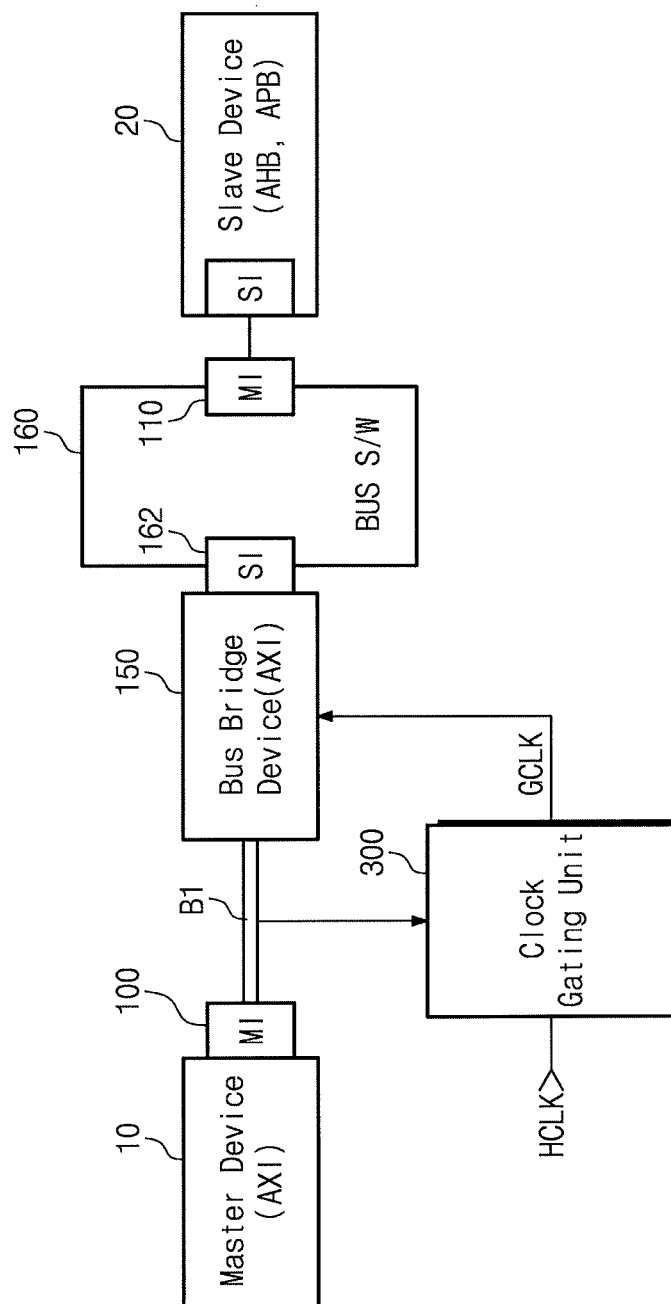 10
Master Device
(AXI)
100
MI
B1
150
Bus Bridge
Device(AXI)
162
SI
160
BUS S/W
110
MI
20
SI
Slave Device
(AHB, APB)
HCLK
300
Clock
Gating Unit
GCLK